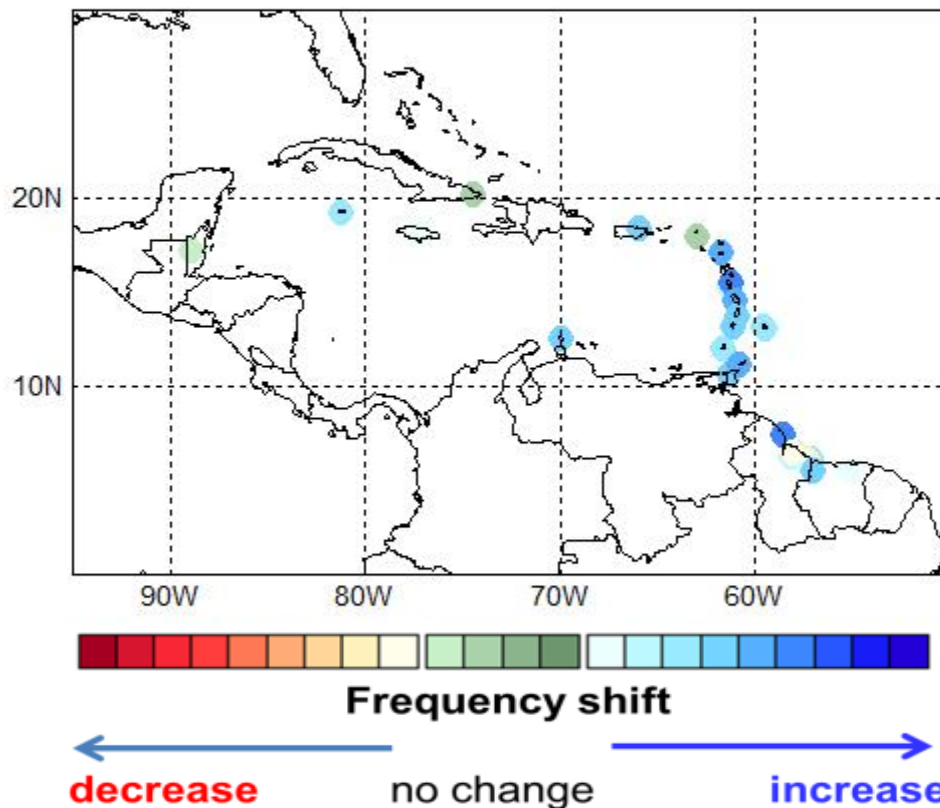 20N
10N
90W 80W 70W 60W
Frequency shift
decrease no change increase